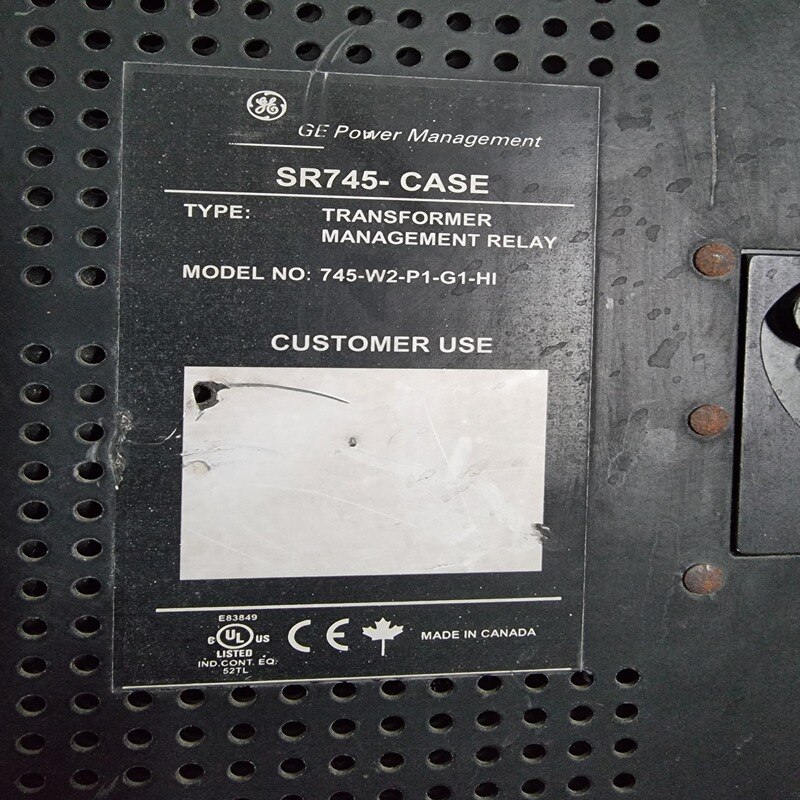 GE Power Management
SR745- CASE
TYPE: TRANSFORMER
MANAGEMENT RELAY
MODEL NO: 745-W2-P1-G1-HI
CUSTOMER USE
E83849
C UL US
LISTED
IND.CONT. EQ.
52TL
CE
MADE IN CANADA